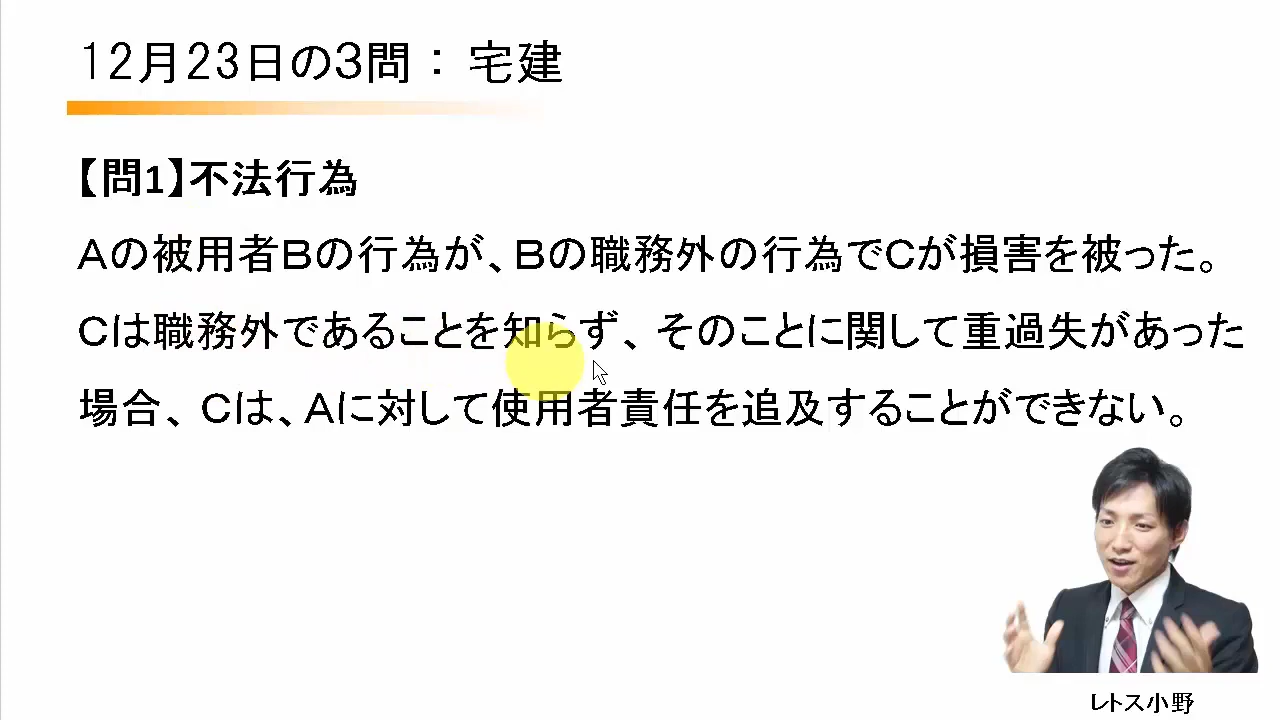 12月23日の３問：宅建
【問1】不法行為
Ａの被用者Ｂの行為が、Ｂの職務外の行為でＣが損害を被った。
Ｃは職務外であることを知らず、そのことに関して重過失があった
場合、Ｃは、Ａに対して使用者責任を追及することができない。
レトス小野